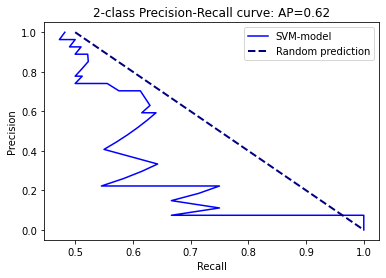 2-class Precision-Recall curve: AP=0.62
SVM-model
Random prediction
Precision
1.0
0.8
0.6
0.4
0.2
0.0
0.5 0.6 0.7 0.8 0.9 1.0
Recall